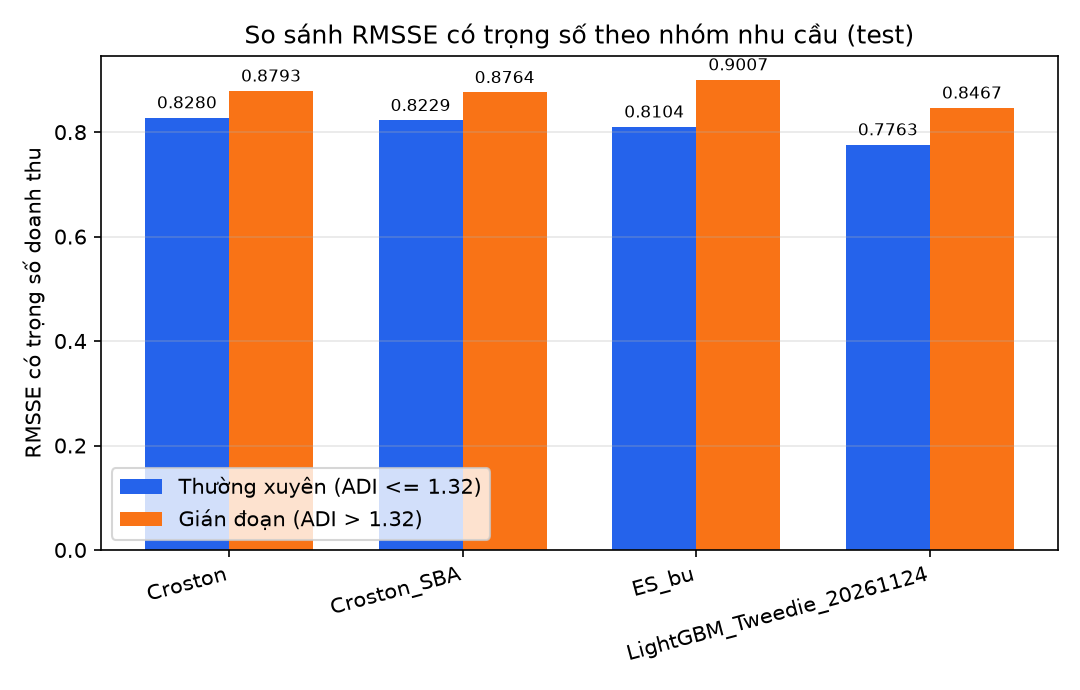 So sánh RMSSE có trọng số theo nhóm nhu cầu (test)
RMSSE có trọng số doanh thu
0.8
0.6
0.4
0.2
0.0
0.8280
0.8793
0.8229
0.8764
0.8104
0.9007
0.7763
0.8467
Thường xuyên (ADI <= 1.32)
Gián đoạn (ADI > 1.32)
Croston
Croston_SBA
ES_bu
LightGBM_Tweedie_20261124